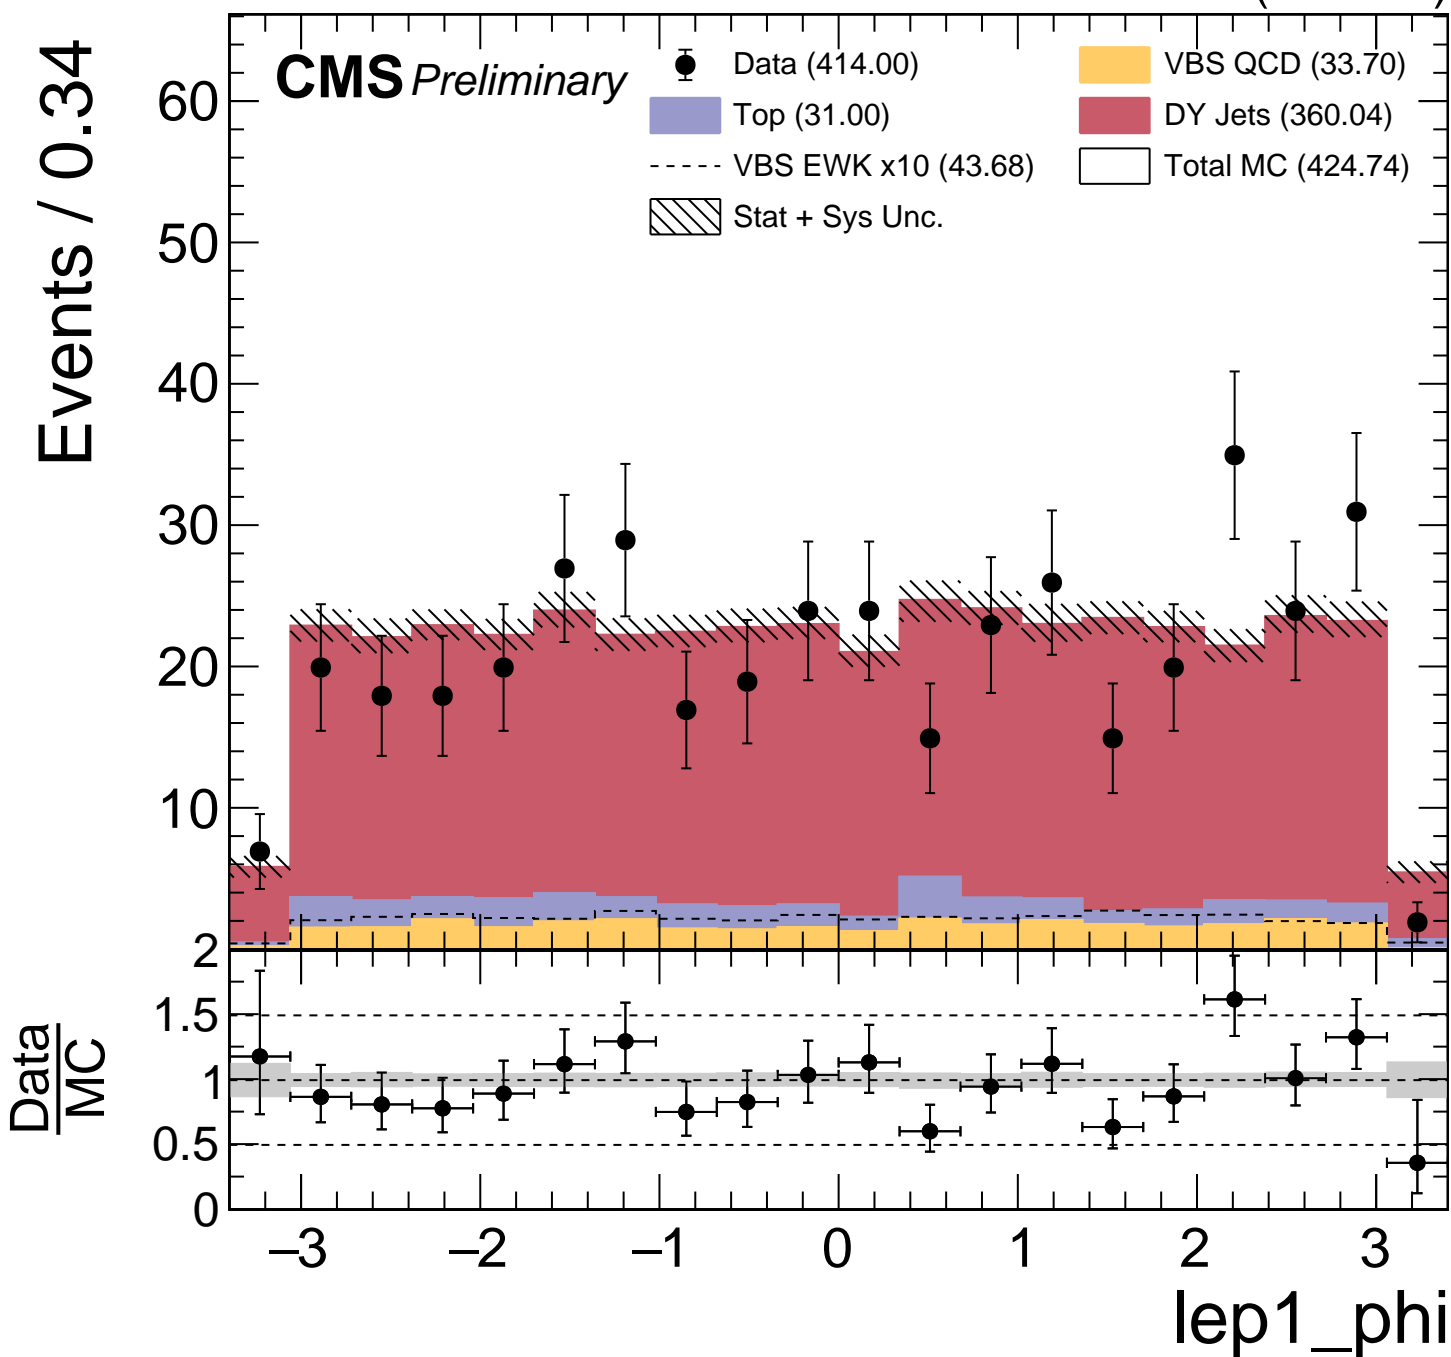 CMS Preliminary
Data (414.00)
VBS QCD (33.70)
Top (31.00)
DY Jets (360.04)
VBS EWK x10 (43.68)
Total MC (424.74)
Stat + Sys Unc.
Events / 0.34
60
50
40
30
20
10
2
1.5
1
0.5
0
Data
MC
–3
–2
–1
0
1
2
3
lep1_phi